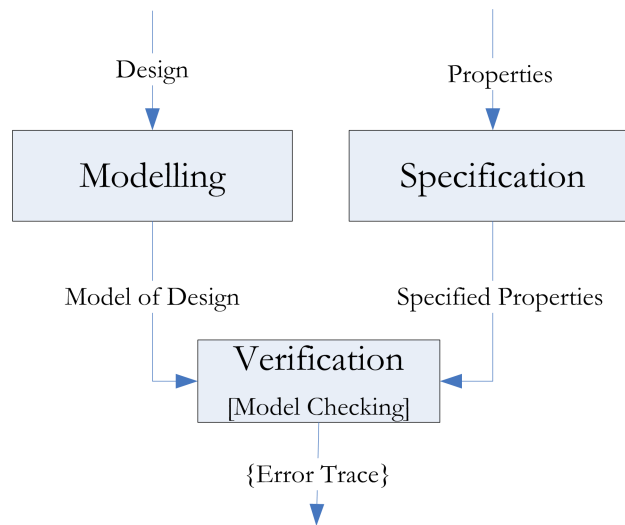 Design
Properties
Modelling
Specification
Model of Design
Specified Properties
Verification
[Model Checking]
{Error Trace}